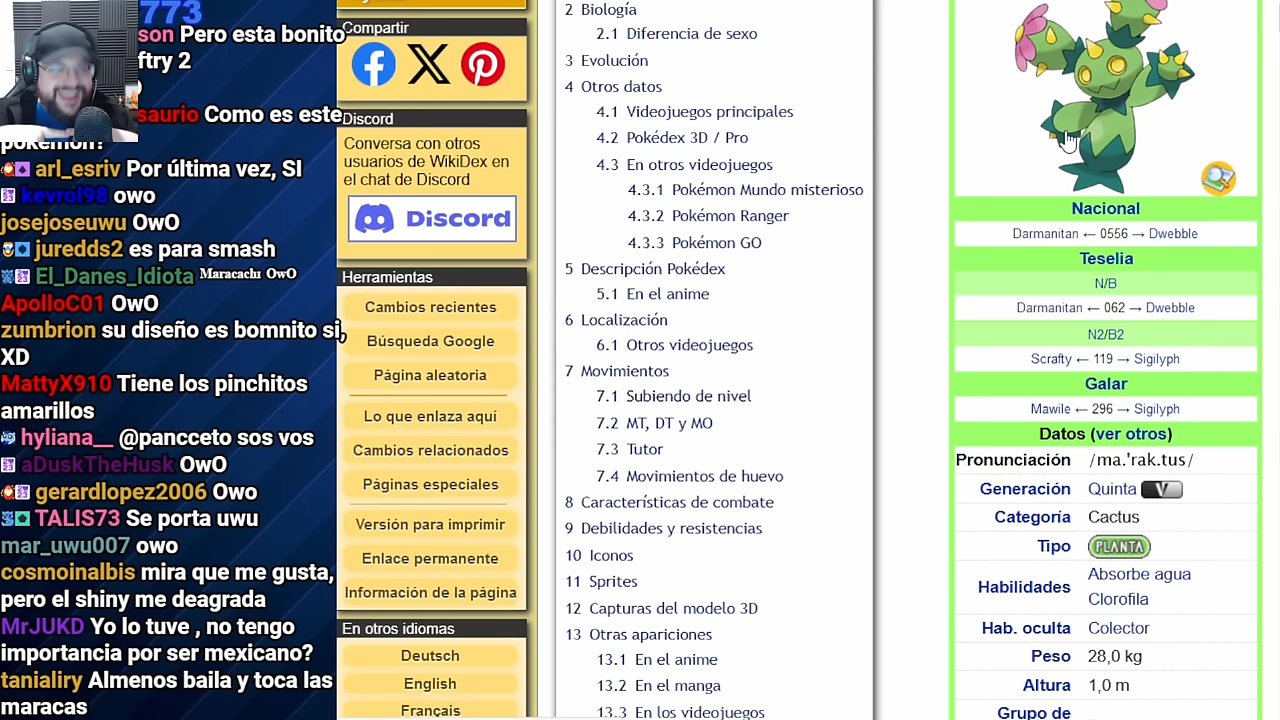 773
son Pero esta bonito
ftry 2
saurio Como es este
pokemon?
arl_esriv Por última vez, SI
kevrol98 owo
josejoseuwu OwO
juredds2 es para smash
El_Danes_Idiota Maracachi OwO
ApolloC01 OwO
zumbrion su diseño es bomnito si,
XD
MattyX910 Tiene los pinchitos
amarillos
hyliana__ @pancceto sos vos
aDuskTheHusk OwO
gerardlopez2006 Owo
TALIS73 Se porta uwu
mar_uwu007 owo
cosmoinalbis mira que me gusta,
pero el shiny me deagrada
MrJUKD Yo lo tuve , no tengo
importancia por ser mexicano?
tanialiry Almenos baila y toca las
maracas
Compartir
Discord
Conversa con otros
usuarios de WikiDex en
el chat de Discord
Discord
Herramientas
Cambios recientes
Búsqueda Google
Página aleatoria
Lo que enlaza aquí
Cambios relacionados
Páginas especiales
Versión para imprimir
Enlace permanente
Información de la página
En otros idiomas
Deutsch
English
Français
2 Biología
2.1 Diferencia de sexo
3 Evolución
4 Otros datos
4.1 Videojuegos principales
4.2 Pokédex 3D / Pro
4.3 En otros videojuegos
4.3.1 Pokémon Mundo misterioso
4.3.2 Pokémon Ranger
4.3.3 Pokémon GO
5 Descripción Pokédex
5.1 En el anime
6 Localización
6.1 Otros videojuegos
7 Movimientos
7.1 Subiendo de nivel
7.2 MT, DT y MO
7.3 Tutor
7.4 Movimientos de huevo
8 Características de combate
9 Debilidades y resistencias
10 Iconos
11 Sprites
12 Capturas del modelo 3D
13 Otras apariciones
13.1 En el anime
13.2 En el manga
13.3 En los videojuegos
Nacional
Darmanitan ← 0556 → Dwebble
Teselia
N/B
Darmanitan ← 062 → Dwebble
N2/B2
Scrafty ← 119 → Sigilyph
Galar
Mawile ← 296 → Sigilyph
Datos (ver otros)
Pronunciación /ma.'rak.tus/
Generación Quinta V
Categoría Cactus
Tipo PLANTA
Habilidades Absorbe agua
Clorofila
Hab. oculta Colector
Peso 28,0 kg
Altura 1,0 m
Grupo de